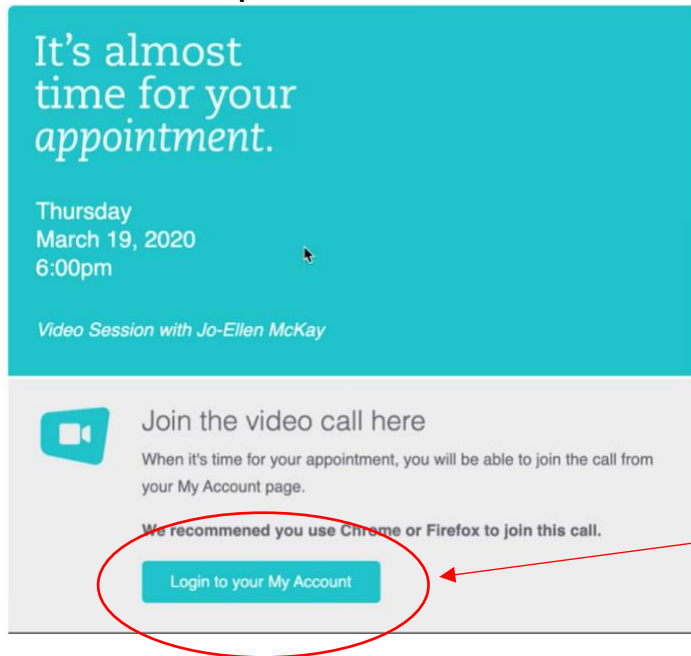 It's almost
time for your
appointment.
Thursday
March 19, 2020
6:00pm
Video Session with Jo-Ellen McKay
Join the video call here
When it's time for your appointment, you will be able to join the call from
your My Account page.
We recommened you use Chrome or Firefox to join this call.
Login to your My Account